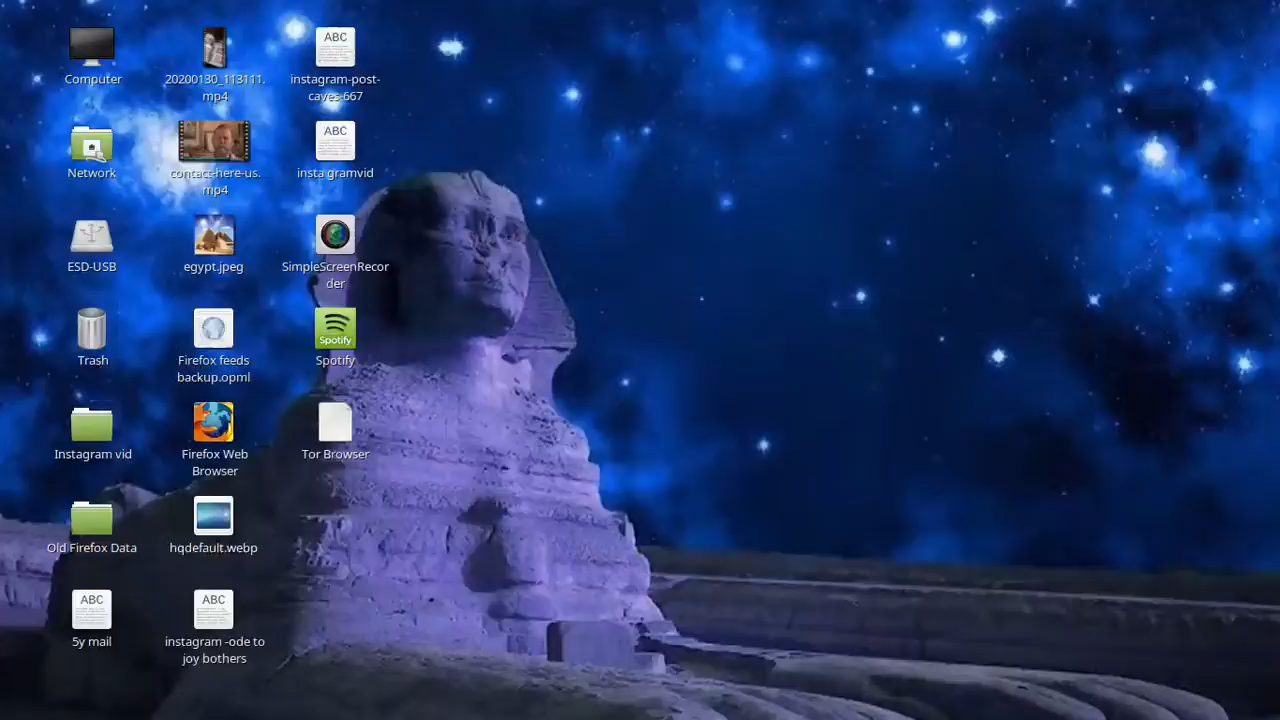 Computer
20200130_113111.
mp4
ABC
instagram-post-
caves-667
Network
contact-here-us.
mp4
ABC
insta gramvid
ESD-USB
egypt.jpeg
SimpleScreenRecor
der
Trash
Firefox feeds
backup.opml
Spotify
Spotify
Instagram vid
Firefox Web
Browser
Tor Browser
Old Firefox Data
hqdefault.webp
ABC
5y mail
ABC
instagram -ode to
joy bothers